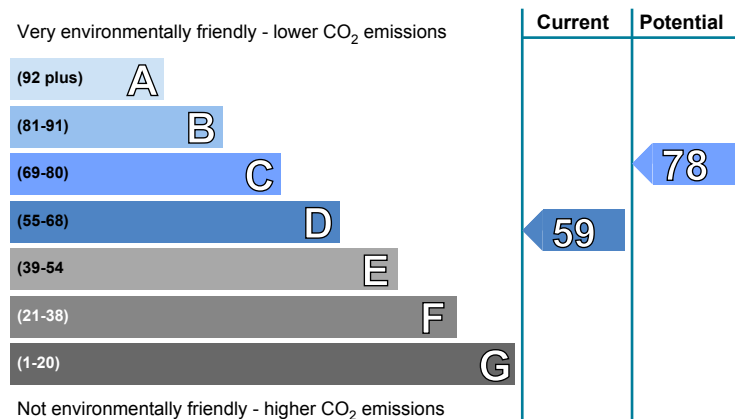 Current Potential
Very environmentally friendly - lower CO₂ emissions
(92 plus) A
(81-91) B
(69-80) C
78
(55-68) D
59
(39-54 E
(21-38) F
(1-20) G
Not environmentally friendly - higher CO₂ emissions